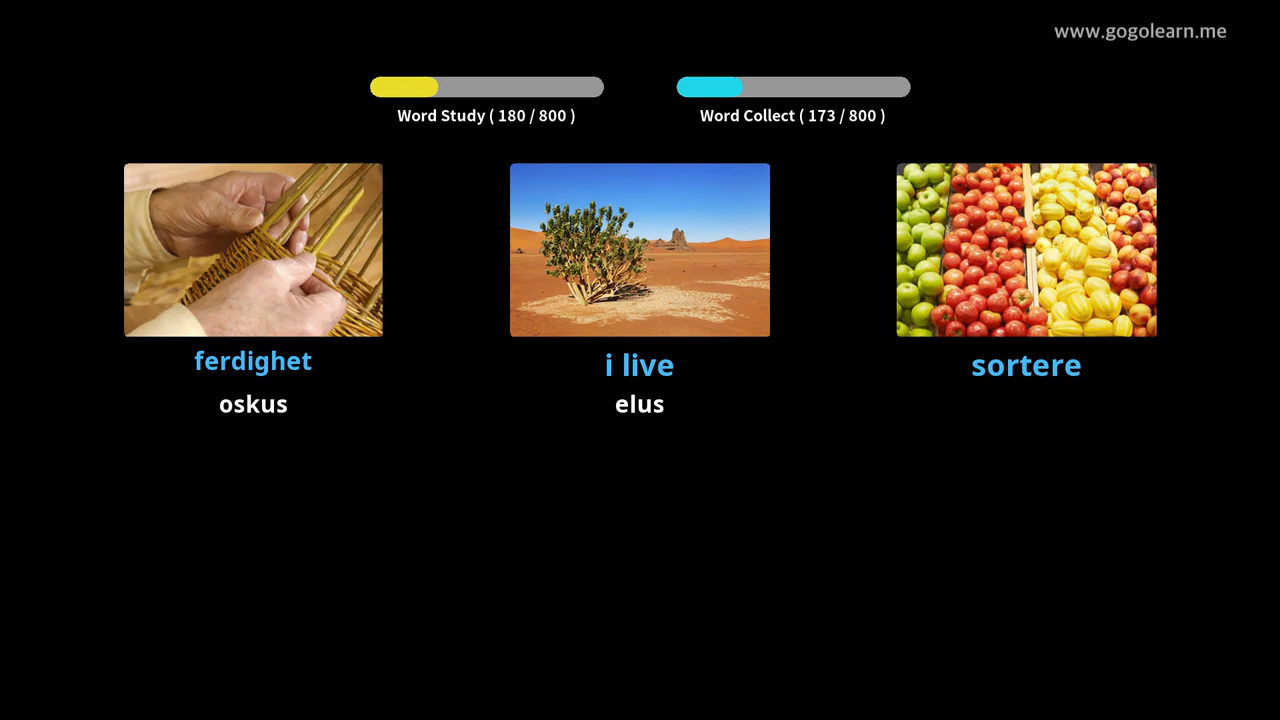 www.gogolearn.me
Word Study ( 180 / 800 )
Word Collect ( 173 / 800 )
ferdighet
i live
sortere
oskus
elus